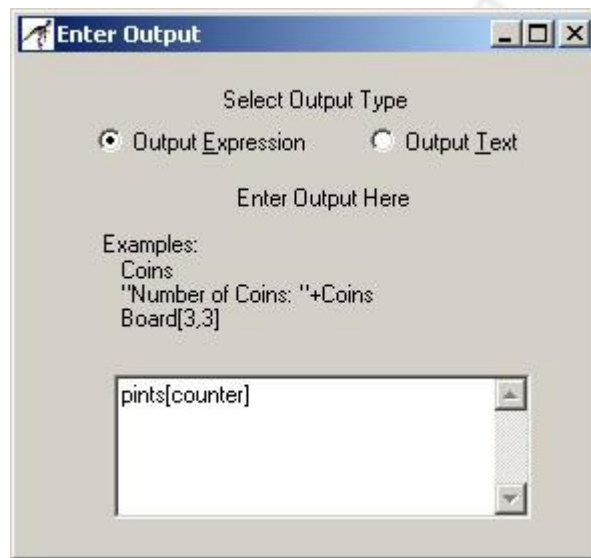 Enter Output
Select Output Type
Output Expression Output Text
Enter Output Here
Examples:
Coins
"Number of Coins: "+Coins
Board[3,3]
pints[counter]